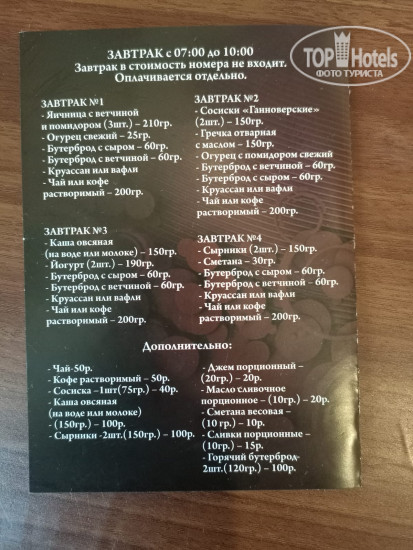 TOP Hotels
ФОТО ТУРИСТА
ЗАВТРАК с 07:00 до 10:00
Завтрак в стоимость номера не входит.
Оплачивается отдельно.
ЗАВТРАК №1
- Яичница с ветчиной
и помидором (3шт.) – 210гр.
- Огурец свежий – 25гр.
- Бутерброд с сыром – 60гр.
- Бутерброд с ветчиной – 60гр.
- Круассан или вафли
- Чай или кофе
растворимый – 200гр.
ЗАВТРАК №2
- Сосиски «Ганноверские»
(2шт.) – 150гр.
- Гречка отварная
с маслом – 150гр.
- Огурец с помидором свежий
- Бутерброд с ветчиной – 60гр.
- Бутерброд с сыром – 60гр.
- Круассан или вафли
- Чай или кофе
растворимый – 200гр.
ЗАВТРАК №3
- Каша овсяная
(на воде или молоке) – 150гр.
- Йогурт (2шт.) – 190гр.
- Бутерброд с сыром – 60гр.
- Бутерброд с ветчиной – 60гр.
- Круассан или вафли
- Чай или кофе
растворимый – 200гр.
ЗАВТРАК №4
- Сырники (2шт.) – 150гр.
- Сметана – 30гр.
- Бутерброд с сыром – 60гр.
- Бутерброд с ветчиной – 60гр.
- Круассан или вафли
- Чай или кофе
растворимый – 200гр.
Дополнительно:
- Чай-50р.
- Кофе растворимый – 50р.
- Сосиска –1шт(75гр.) – 40р.
- Каша овсяная
(на воде или молоке)
- (150гр.) – 100р.
- Сырники -2шт.(150гр.) – 100р.
- Джем порционный –
(20гр.) – 20р.
- Масло сливочное
порционное – (10гр.) – 20р.
- Сметана весовая –
(10 гр.) – 10р.
- Сливки порционные –
(10гр.) – 15р.
- Горячий бутерброд-
2шт.(120гр.) – 100р.